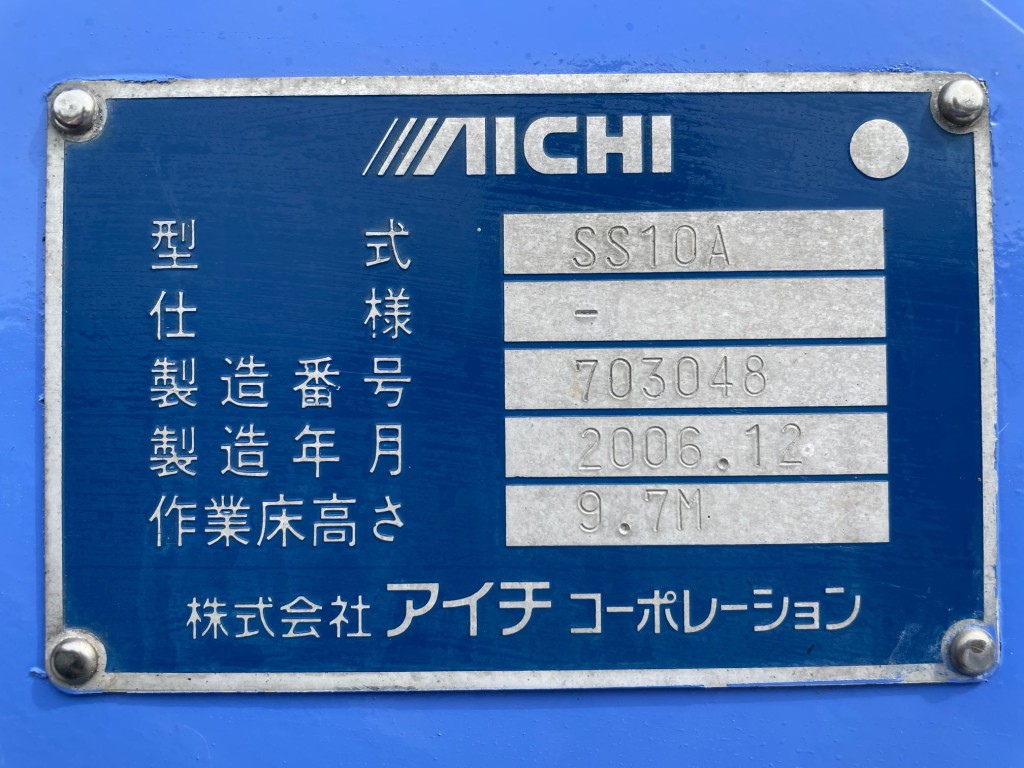 AICHI
型式 SS10A
仕様 -
製造番号 703048
製造年月 2006.12
作業床高さ 9.7M
株式会社 アイチ コーポレーション